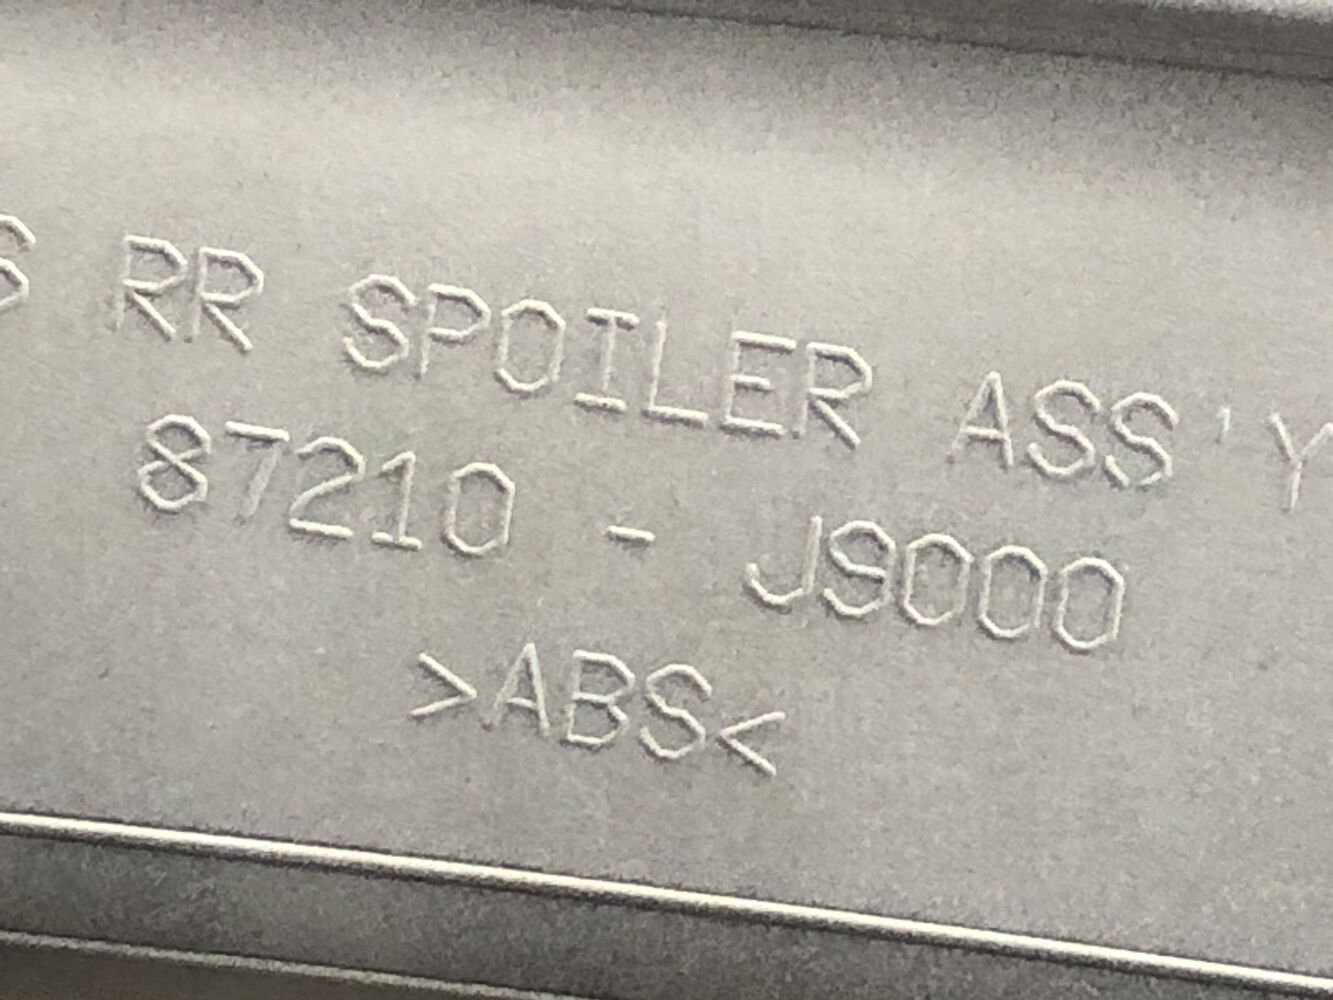 S RR SPOILER ASS'Y
87210 - J9000
>ABS<